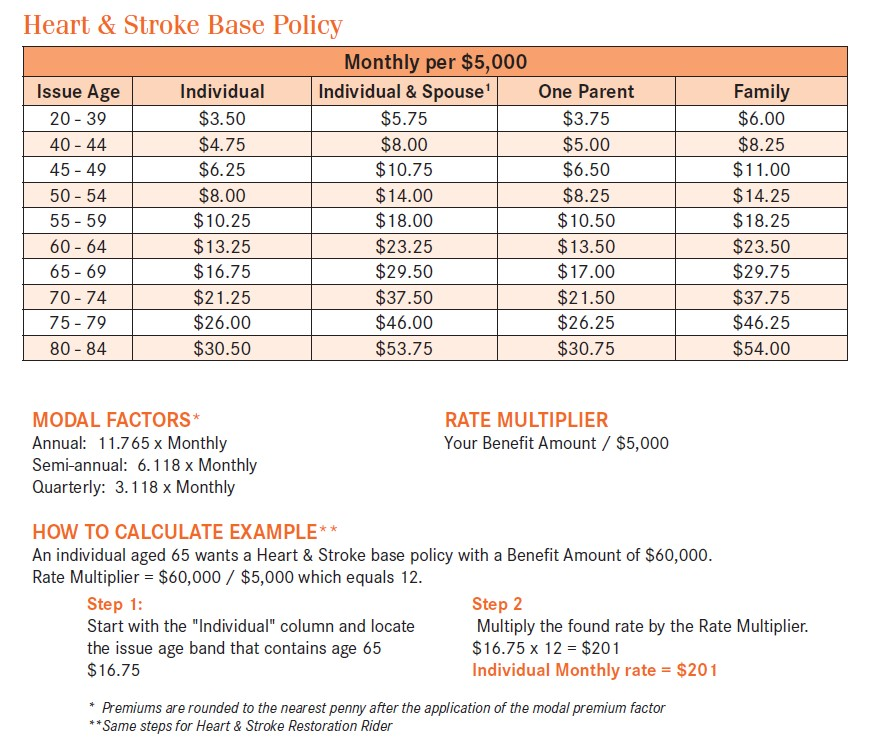 Heart & Stroke Base Policy
Monthly per $5,000
Issue Age Individual Individual & Spouse¹ One Parent Family
20 - 39 $3.50 $5.75 $3.75 $6.00
40 - 44 $4.75 $8.00 $5.00 $8.25
45 - 49 $6.25 $10.75 $6.50 $11.00
50 - 54 $8.00 $14.00 $8.25 $14.25
55 - 59 $10.25 $18.00 $10.50 $18.25
60 - 64 $13.25 $23.25 $13.50 $23.50
65 - 69 $16.75 $29.50 $17.00 $29.75
70 - 74 $21.25 $37.50 $21.50 $37.75
75 - 79 $26.00 $46.00 $26.25 $46.25
80 - 84 $30.50 $53.75 $30.75 $54.00
MODAL FACTORS*
Annual: 11.765 x Monthly
Semi-annual: 6.118 x Monthly
Quarterly: 3.118 x Monthly
RATE MULTIPLIER
Your Benefit Amount / $5,000
HOW TO CALCULATE EXAMPLE**
An individual aged 65 wants a Heart & Stroke base policy with a Benefit Amount of $60,000.
Rate Multiplier = $60,000 / $5,000 which equals 12.
Step 1:
Start with the "Individual" column and locate
the issue age band that contains age 65
$16.75
Step 2
Multiply the found rate by the Rate Multiplier.
$16.75 x 12 = $201
Individual Monthly rate = $201
* Premiums are rounded to the nearest penny after the application of the modal premium factor
**Same steps for Heart & Stroke Restoration Rider